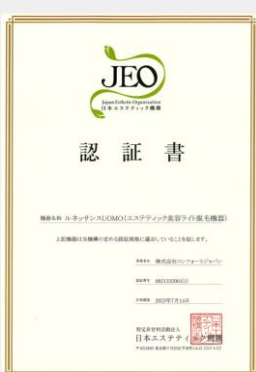 JEO
Japan Esthetic Organization
日本エステティック機構
認証書
機器名称 ルネッサンスUOMO(エステティック美容ライト脱毛機器)
上記機器は当機構の定める認証規格に適合していることを証します。
株式会社コンフォートジャパン
2023年7月14日
特定非営利活動法人
日本エステティック機構